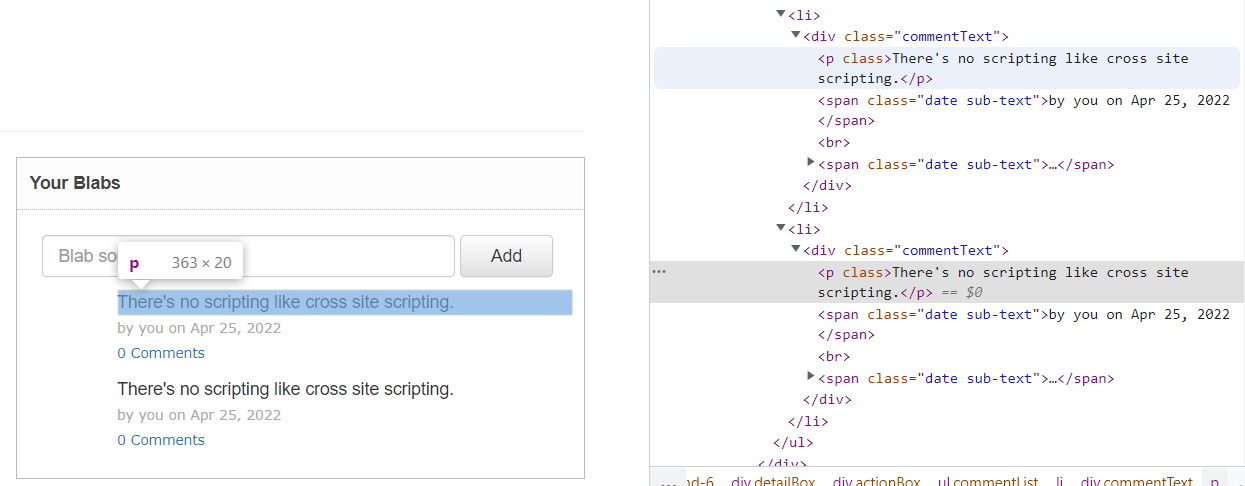 Your Blabs
Blab so
p 363 × 20
Add
There's no scripting like cross site scripting.
by you on Apr 25, 2022
0 Comments
There's no scripting like cross site scripting.
by you on Apr 25, 2022
0 Comments
▼<li>
▼<div class="commentText">
<p class>There's no scripting like cross site
scripting.</p>
<span class="date sub-text">by you on Apr 25, 2022
</span>
<br>
▶<span class="date sub-text">…</span>
</div>
</li>
▼<li>
▼<div class="commentText">
… <p class>There's no scripting like cross site
scripting.</p> == $0
<span class="date sub-text">by you on Apr 25, 2022
</span>
<br>
▶<span class="date sub-text">…</span>
</div>
</li>
</ul>
</div>
… nd-6 div.detailBox div.actionBox ul.commentList li div.commentText p